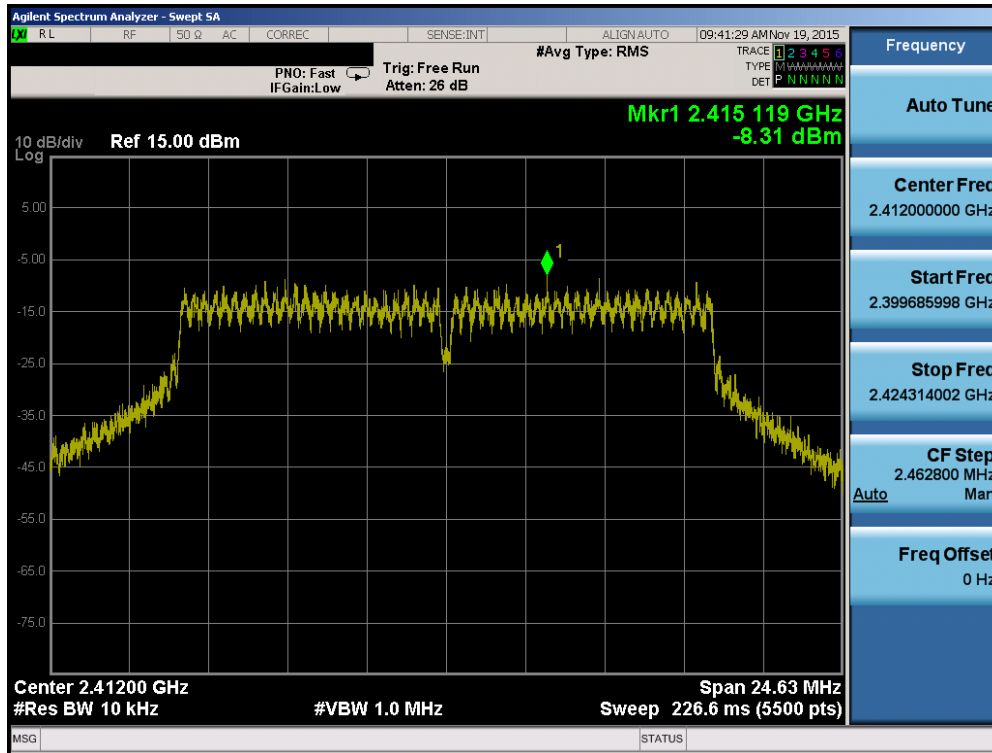 Agilent Spectrum Analyzer - Swept SA
LXI RL RF 50 Ω AC CORREC SENSE:INT ALIGN AUTO 09:41:29 AM Nov 19, 2015
#Avg Type: RMS TRACE 1 2 3 4 5 6
PNO: Fast Trig: Free Run TYPE M
IFGain:Low Atten: 26 dB DET P N N N N N
Mkr1 2.415 119 GHz
-8.31 dBm
10 dB/div Ref 15.00 dBm
Log
5.00
-5.00
1
-15.0
-25.0
-35.0
-45.0
-55.0
-65.0
-75.0
Center 2.41200 GHz Span 24.63 MHz
#Res BW 10 kHz #VBW 1.0 MHz Sweep 226.6 ms (5500 pts)
MSG STATUS
Frequency
Auto Tune
Center Freq
2.412000000 GHz
Start Freq
2.399685998 GHz
Stop Freq
2.424314002 GHz
CF Step
2.462800 MHz
Auto Man
Freq Offset
0 Hz